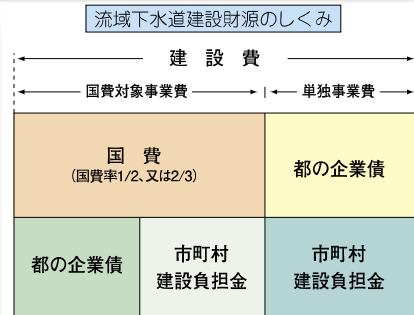 流域下水道建設財源のしくみ
建設費
国費対象事業費
単独事業費
国費
(国費率1/2、又は2/3)
都の企業債
都の企業債
市町村
建設負担金
市町村
建設負担金